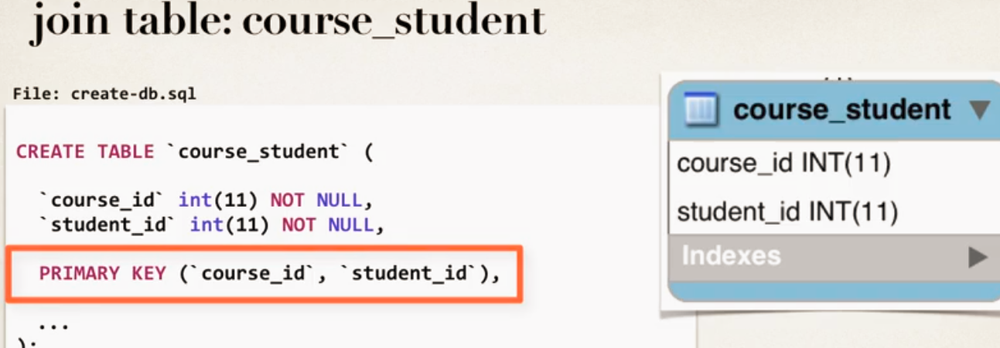 join table: course_student
File: create-db.sql
CREATE TABLE `course_student` (
`course_id` int(11) NOT NULL,
`student_id` int(11) NOT NULL,
PRIMARY KEY (`course_id`, `student_id`),
...
);
course_student
course_id INT(11)
student_id INT(11)
Indexes